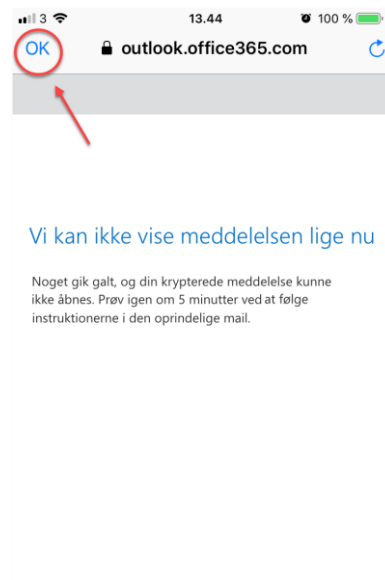 3 13.44 100 %
OK outlook.office365.com
Vi kan ikke vise meddelelsen lige nu
Noget gik galt, og din krypterede meddelelse kunne
ikke åbnes. Prøv igen om 5 minutter ved at følge
instruktionerne i den oprindelige mail.